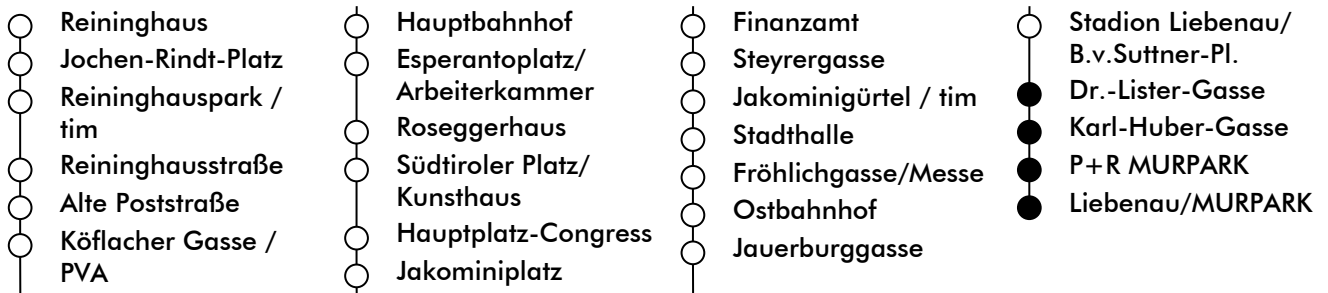 Reininghaus
Jochen-Rindt-Platz
Reininghauspark /
tim
Reininghausstraße
Alte Poststraße
Köflacher Gasse /
PVA
Hauptbahnhof
Esperantoplatz/
Arbeiterkammer
Roseggerhaus
Südtiroler Platz/
Kunsthaus
Hauptplatz-Congress
Jakominiplatz
Finanzamt
Steyrergasse
Jakominigürtel / tim
Stadthalle
Fröhlichgasse/Messe
Ostbahnhof
Jauerburggasse
Stadion Liebenau/
B.v.Suttner-Pl.
Dr.-Lister-Gasse
Karl-Huber-Gasse
P+R MURPARK
Liebenau/MURPARK